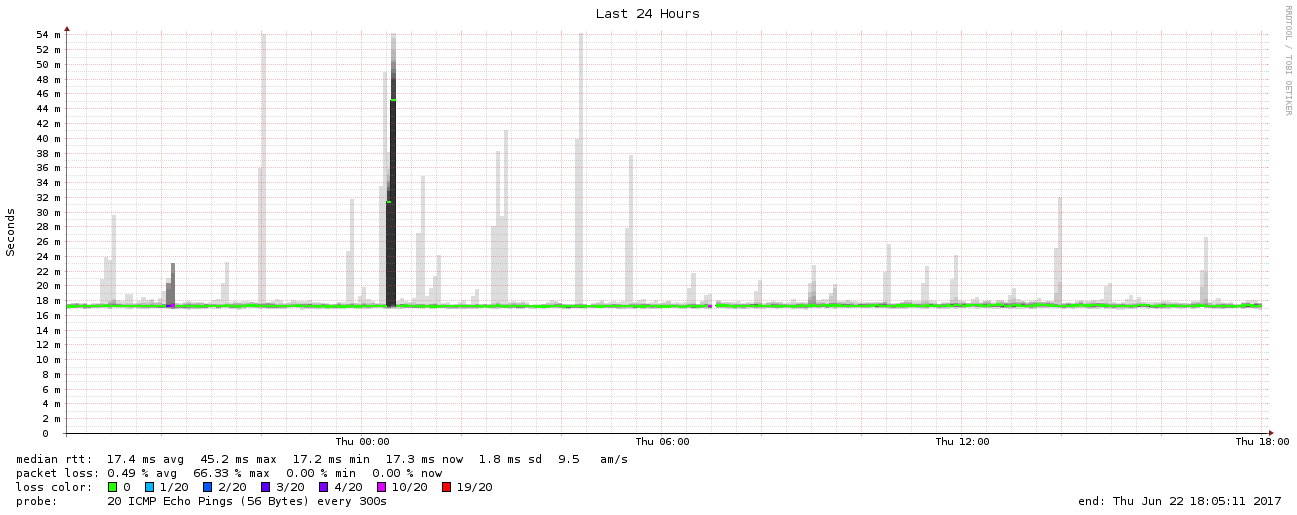 Last 24 Hours
RRDTOOL / TOBI OETIKER
Seconds
54 m
52 m
50 m
48 m
46 m
44 m
42 m
40 m
38 m
36 m
34 m
32 m
30 m
28 m
26 m
24 m
22 m
20 m
18 m
16 m
14 m
12 m
10 m
8 m
6 m
4 m
2 m
0
Thu 00:00 Thu 06:00 Thu 12:00 Thu 18:00
median rtt: 17.4 ms avg 45.2 ms max 17.2 ms min 17.3 ms now 1.8 ms sd 9.5 am/s
packet loss: 0.49 % avg 66.33 % max 0.00 % min 0.00 % now
loss color: 0 1/20 2/20 3/20 4/20 10/20 19/20
probe: 20 ICMP Echo Pings (56 Bytes) every 300s end: Thu Jun 22 18:05:11 2017